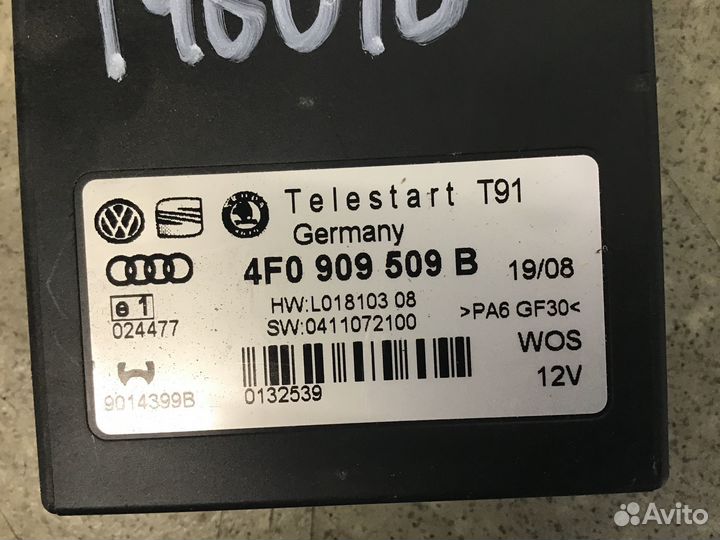 Telestart T91
Germany
4F0 909 509 B 19/08
e1
024477
HW:L018103 08
SW:0411072100
>PA6 GF30<
WOS
12V
9014399B
0132539
Avito